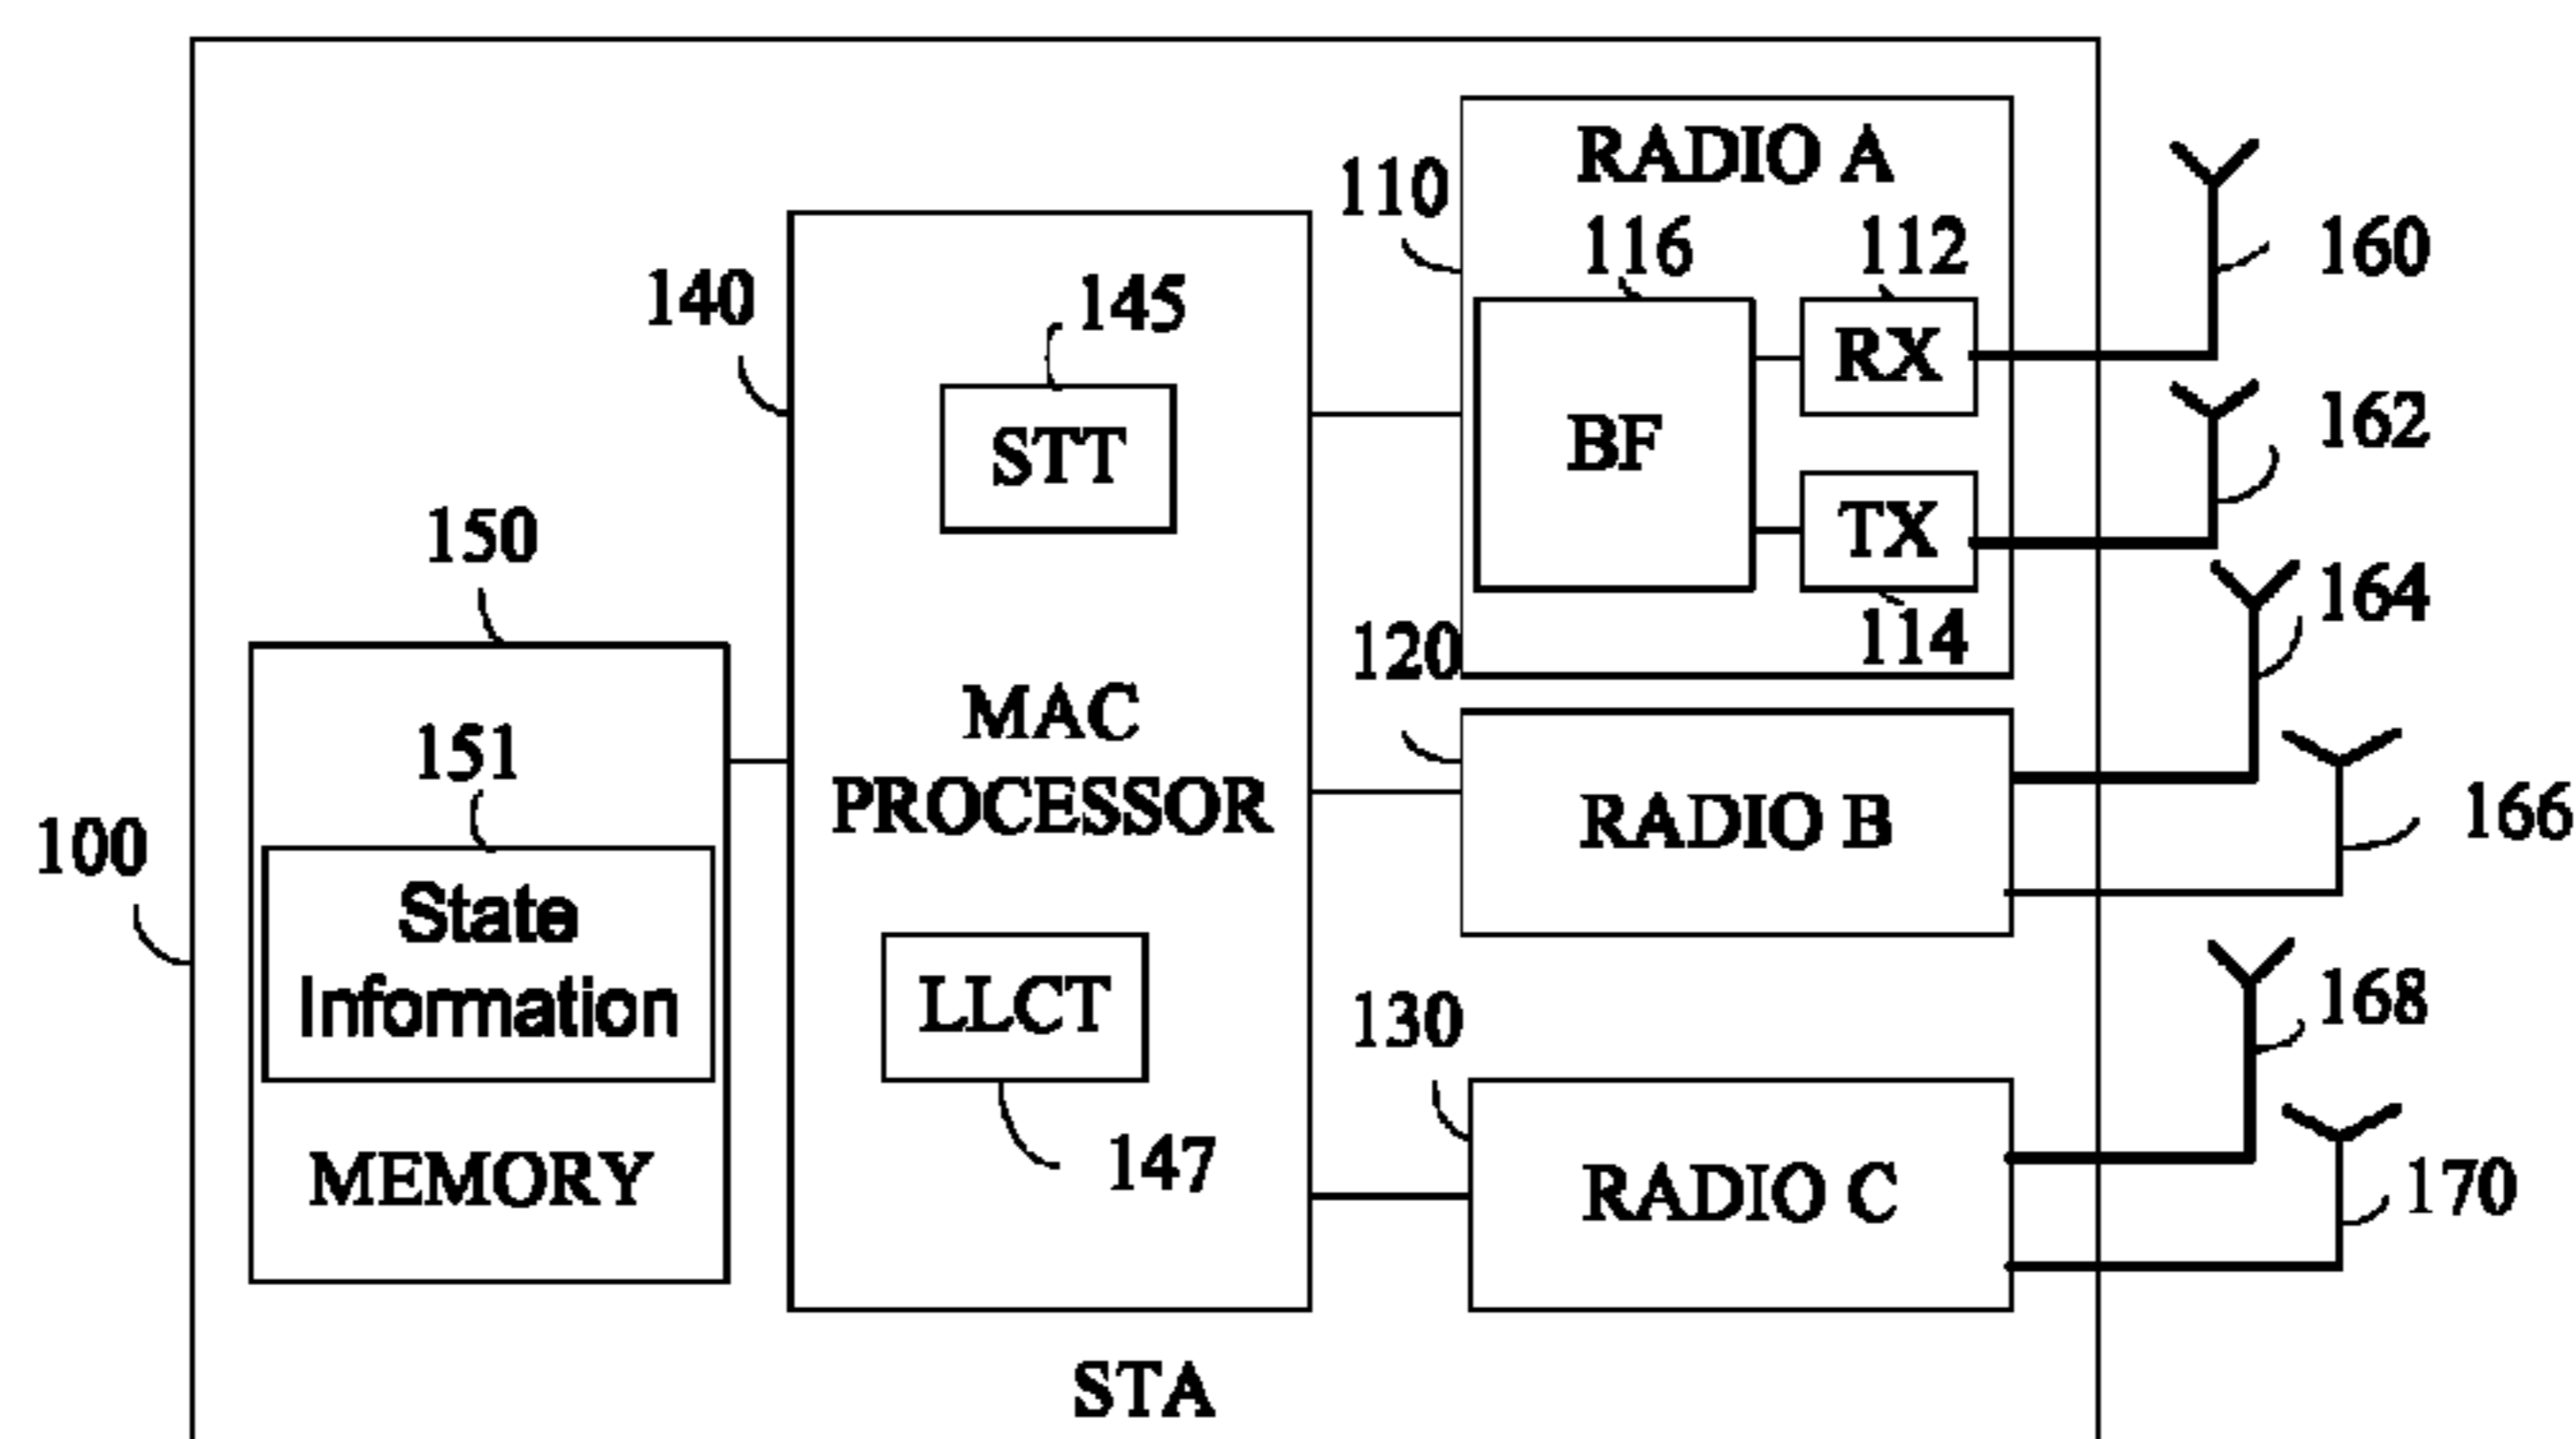 RADIO A
110
116
112
160
140
145
RX
162
STT
BF
150
TX
164
120
114
MAC
151
PROCESSOR
RADIO B
166
100
State
Information
LLCT
168
130
MEMORY
147
RADIO C
170
STA